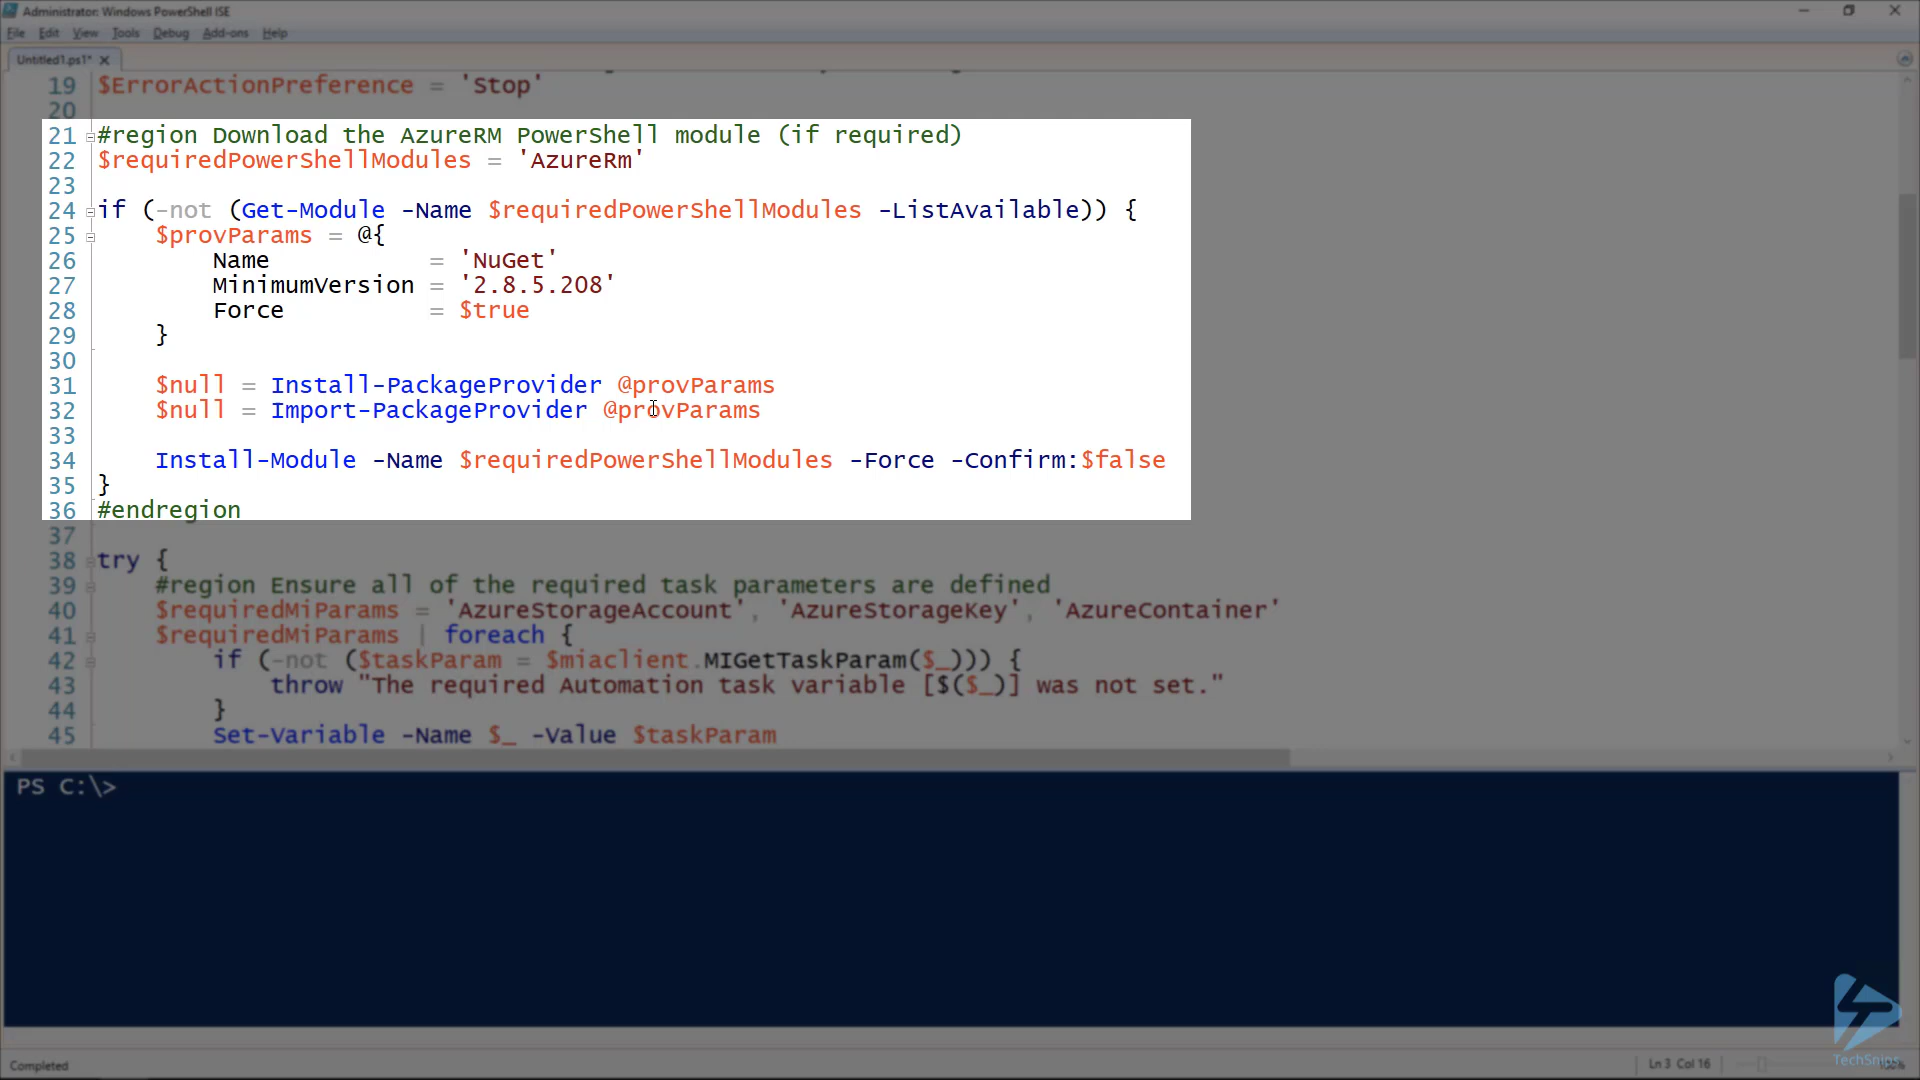 Administrator: Windows PowerShell ISE
File Edit View Tools Debug Add-ons Help
Untitled1.ps1*
19 $ErrorActionPreference = 'Stop'
20
21 #region Download the AzureRM PowerShell module (if required)
22 $requiredPowerShellModules = 'AzureRm'
23
24 if (-not (Get-Module -Name $requiredPowerShellModules -ListAvailable)) {
25 $provParams = @{
26 Name = 'NuGet'
27 MinimumVersion = '2.8.5.208'
28 Force = $true
29 }
30
31 $null = Install-PackageProvider @provParams
32 $null = Import-PackageProvider @provParams
33
34 Install-Module -Name $requiredPowerShellModules -Force -Confirm:$false
35 }
36 #endregion
37
38 try {
39 #region Ensure all of the required task parameters are defined
40 $requiredMiParams = 'AzureStorageAccount', 'AzureStorageKey', 'AzureContainer'
41 $requiredMiParams | foreach {
42 if (-not ($taskParam = $miaclient.MIGetTaskParam($_))) {
43 throw "The required Automation task variable [$($_)] was not set."
44 }
45 Set-Variable -Name $_ -Value $taskParam
PS C:\>
Completed
Ln 3 Col 16
TechSnips